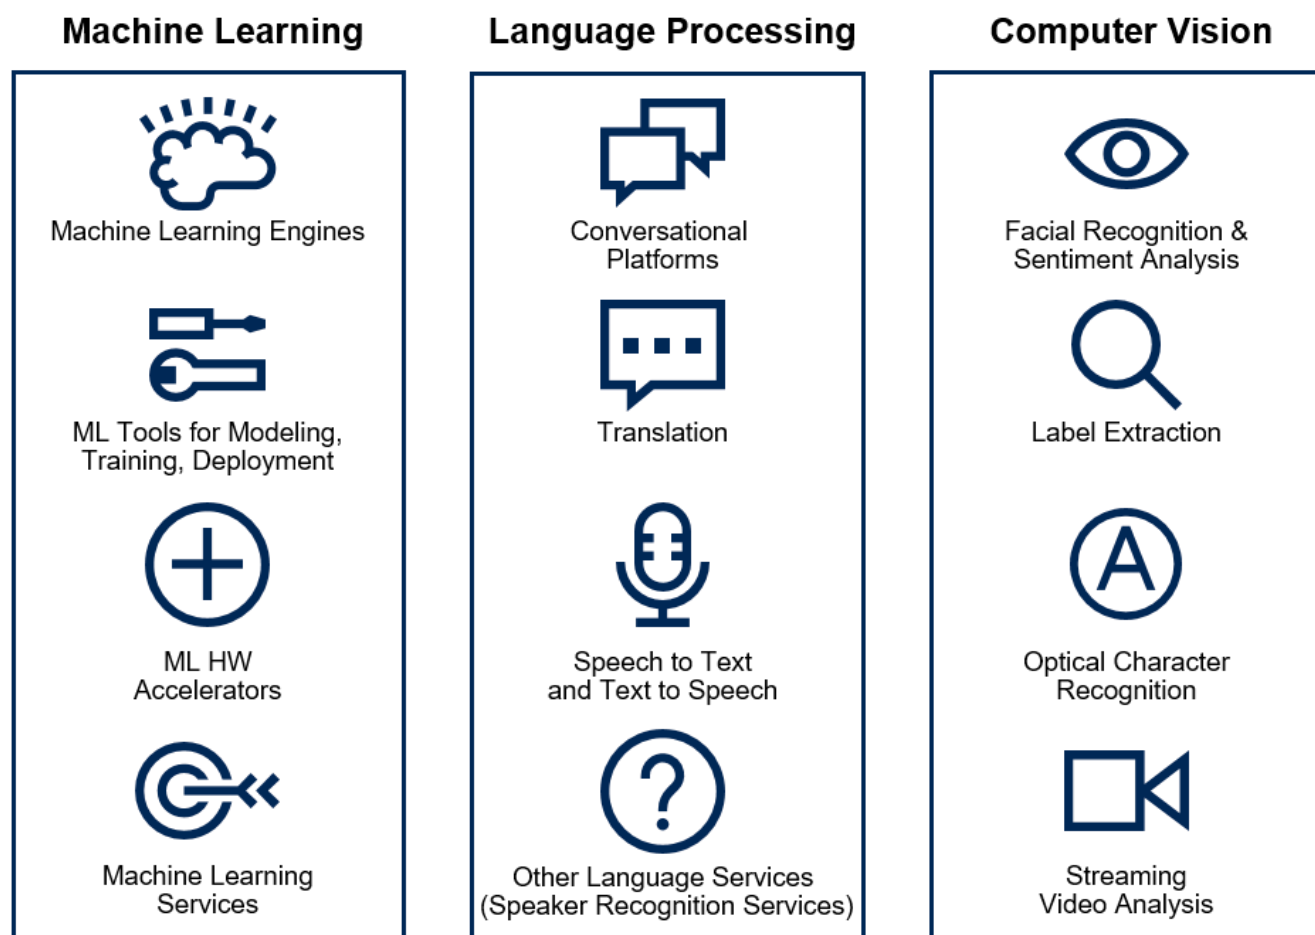 Machine Learning
Machine Learning Engines
ML Tools for Modeling,
Training, Deployment
ML HW
Accelerators
Machine Learning
Services
Language Processing
Conversational
Platforms
Translation
Speech to Text
and Text to Speech
Other Language Services
(Speaker Recognition Services)
Computer Vision
Facial Recognition &
Sentiment Analysis
Label Extraction
A
Optical Character
Recognition
Streaming
Video Analysis